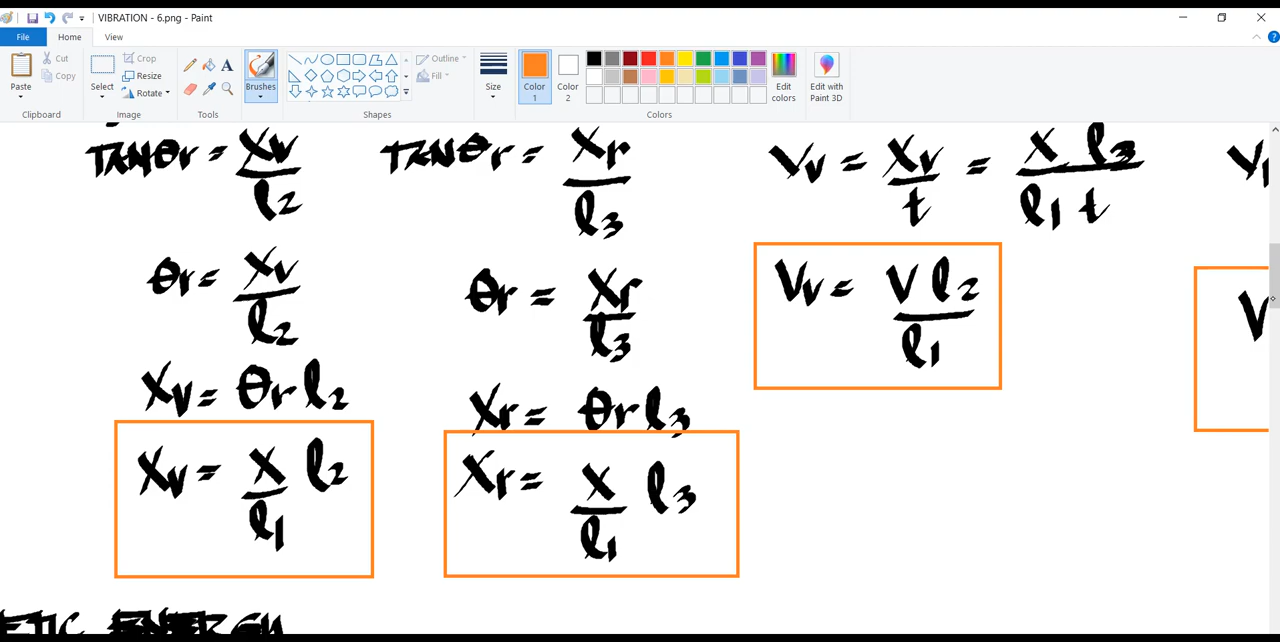 VIBRATION - 6.png - Paint
File Home View
Paste Cut Copy
Clipboard
Select Crop Resize Rotate
Image
Tools
Brushes
Outline Fill
Shapes
Size
Color 1 Color 2
Edit colors
Colors
Edit with Paint 3D
TANθr = Xv/l2
θr = Xv/l2
Xv = θr l2
Xv = X/l1 l2
TANθr = Xr/l3
θr = Xr/l3
Xr = θr l3
Xr = X/l1 l3
Vv = Xv/t = X l3/l1 t
Vv = V l2/l1
V
V
ETIC ENERGY